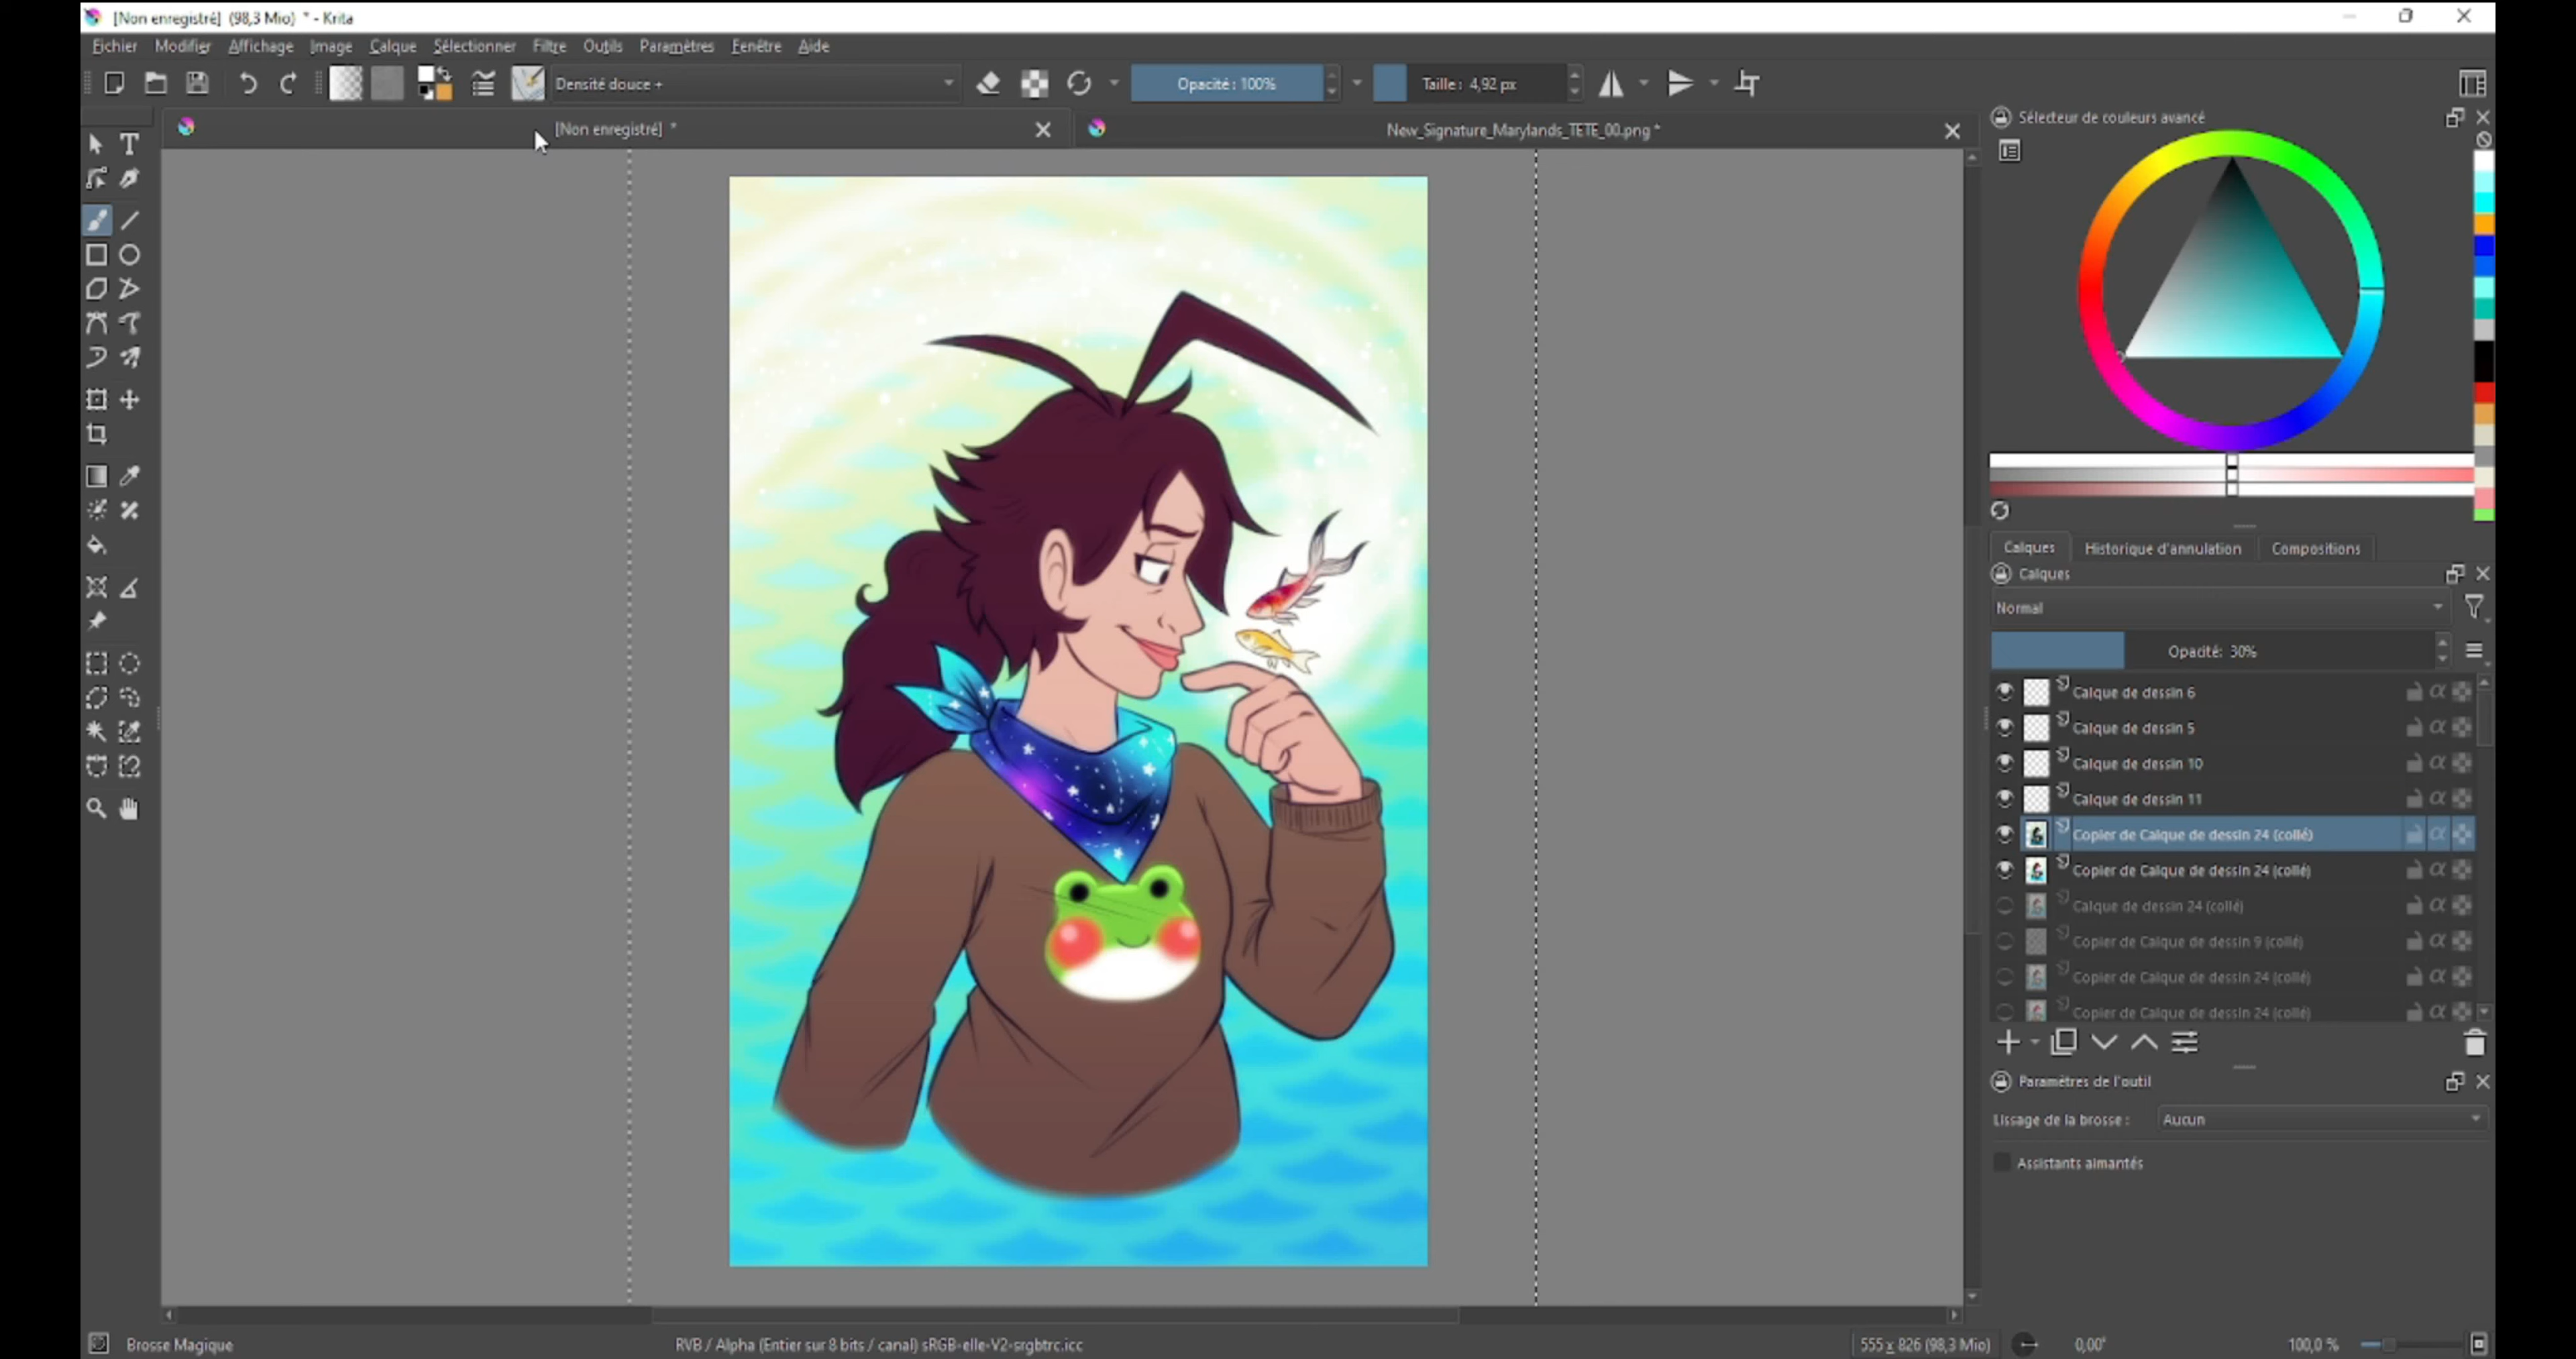 [Non enregistré] (98,3 Mio) * - Krita
Fichier Modifier Affichage Image Calque Sélectionner Filtre Outils Paramètres Fenêtre Aide
Densité douce +
Opacité : 100%
Taille : 4,92 px
[Non enregistré] *
New_Signature_Marylands_TETE_00.png *
Sélecteur de couleurs avancé
Calques Historique d'annulation Compositions
Calques
Normal
Opacité: 30%
Calque de dessin 6
Calque de dessin 5
Calque de dessin 10
Calque de dessin 11
Copier de Calque de dessin 24 (collé)
Copier de Calque de dessin 24 (collé)
Calque de dessin 24 (collé)
Copier de Calque de dessin 9 (collé)
Copier de Calque de dessin 24 (collé)
Copier de Calque de dessin 24 (collé)
Paramètres de l'outil
Lissage de la brosse : Aucun
Assistants aimantés
Brosse Magique
RVB / Alpha (Entier sur 8 bits / canal) sRGB-elle-V2-srgbtrc.icc
555 x 826 (98,3 Mio)
0,00°
100,0 %